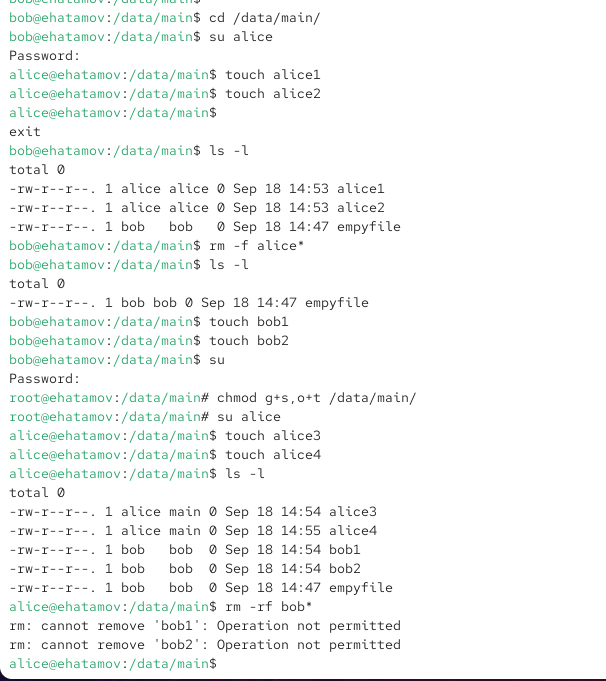 bob@ehatamov:/data/main$ cd /data/main/
bob@ehatamov:/data/main$ su alice
Password:
alice@ehatamov:/data/main$ touch alice1
alice@ehatamov:/data/main$ touch alice2
alice@ehatamov:/data/main$
exit
bob@ehatamov:/data/main$ ls -l
total 0
-rw-r--r--. 1 alice alice 0 Sep 18 14:53 alice1
-rw-r--r--. 1 alice alice 0 Sep 18 14:53 alice2
-rw-r--r--. 1 bob   bob   0 Sep 18 14:47 empyfile
bob@ehatamov:/data/main$ rm -f alice*
bob@ehatamov:/data/main$ ls -l
total 0
-rw-r--r--. 1 bob bob 0 Sep 18 14:47 empyfile
bob@ehatamov:/data/main$ touch bob1
bob@ehatamov:/data/main$ touch bob2
bob@ehatamov:/data/main$ su
Password:
root@ehatamov:/data/main# chmod g+s,o+t /data/main/
root@ehatamov:/data/main# su alice
alice@ehatamov:/data/main$ touch alice3
alice@ehatamov:/data/main$ touch alice4
alice@ehatamov:/data/main$ ls -l
total 0
-rw-r--r--. 1 alice main 0 Sep 18 14:54 alice3
-rw-r--r--. 1 alice main 0 Sep 18 14:55 alice4
-rw-r--r--. 1 bob   bob  0 Sep 18 14:54 bob1
-rw-r--r--. 1 bob   bob  0 Sep 18 14:54 bob2
-rw-r--r--. 1 bob   bob  0 Sep 18 14:47 empyfile
alice@ehatamov:/data/main$ rm -rf bob*
rm: cannot remove 'bob1': Operation not permitted
rm: cannot remove 'bob2': Operation not permitted
alice@ehatamov:/data/main$